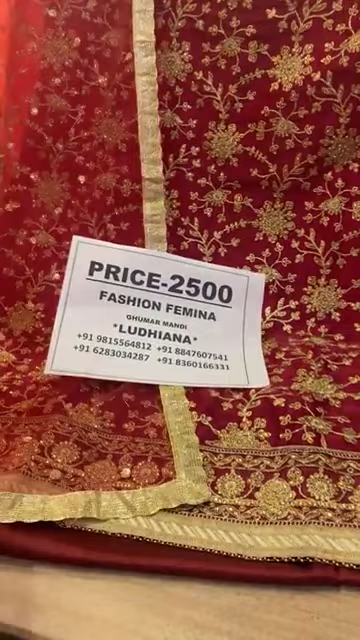 PRICE-2500
FASHION FEMINA
GHUMAR MANDI
*LUDHIANA*
+91 9815564812 +91 8847607541
+91 6283034287 +91 8360166331